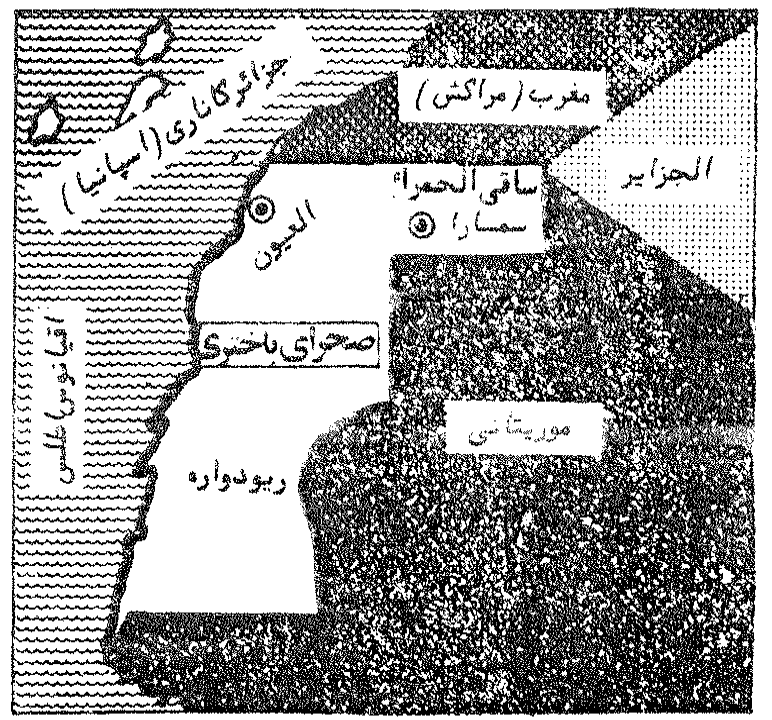 جزائر کاناری (اسپانیا)
مغرب (مراکش)
الجزایر
ساقی الحمراء
سمارا
العیون
صحرای باختری
اقیانوس اطلس
موریتانی
ریودواره